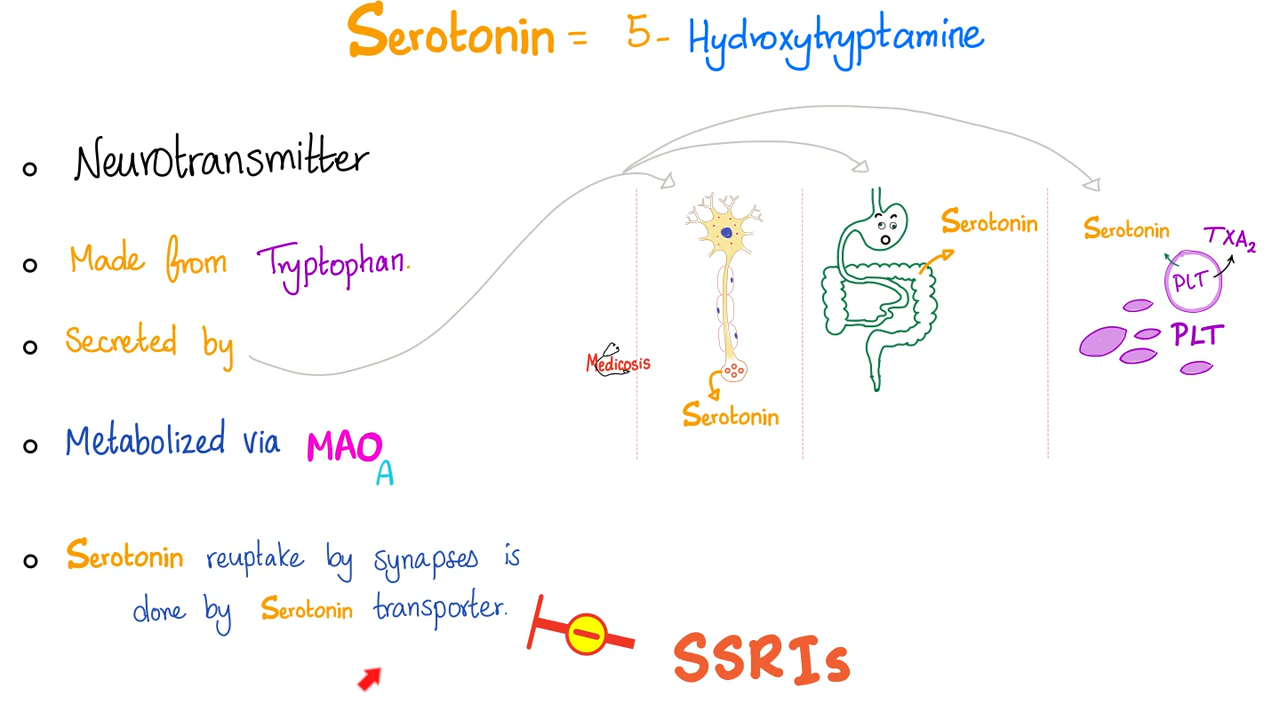 Serotonin = 5- Hydroxytryptamine
Neurotransmitter
Made from Tryptophan.
Secreted by
Metabolized via MAO
A
Serotonin reuptake by synapses is
done by Serotonin transporter.
SSRIs
Medicosis
Serotonin
Serotonin
Serotonin
TXA2
PLT
PLT